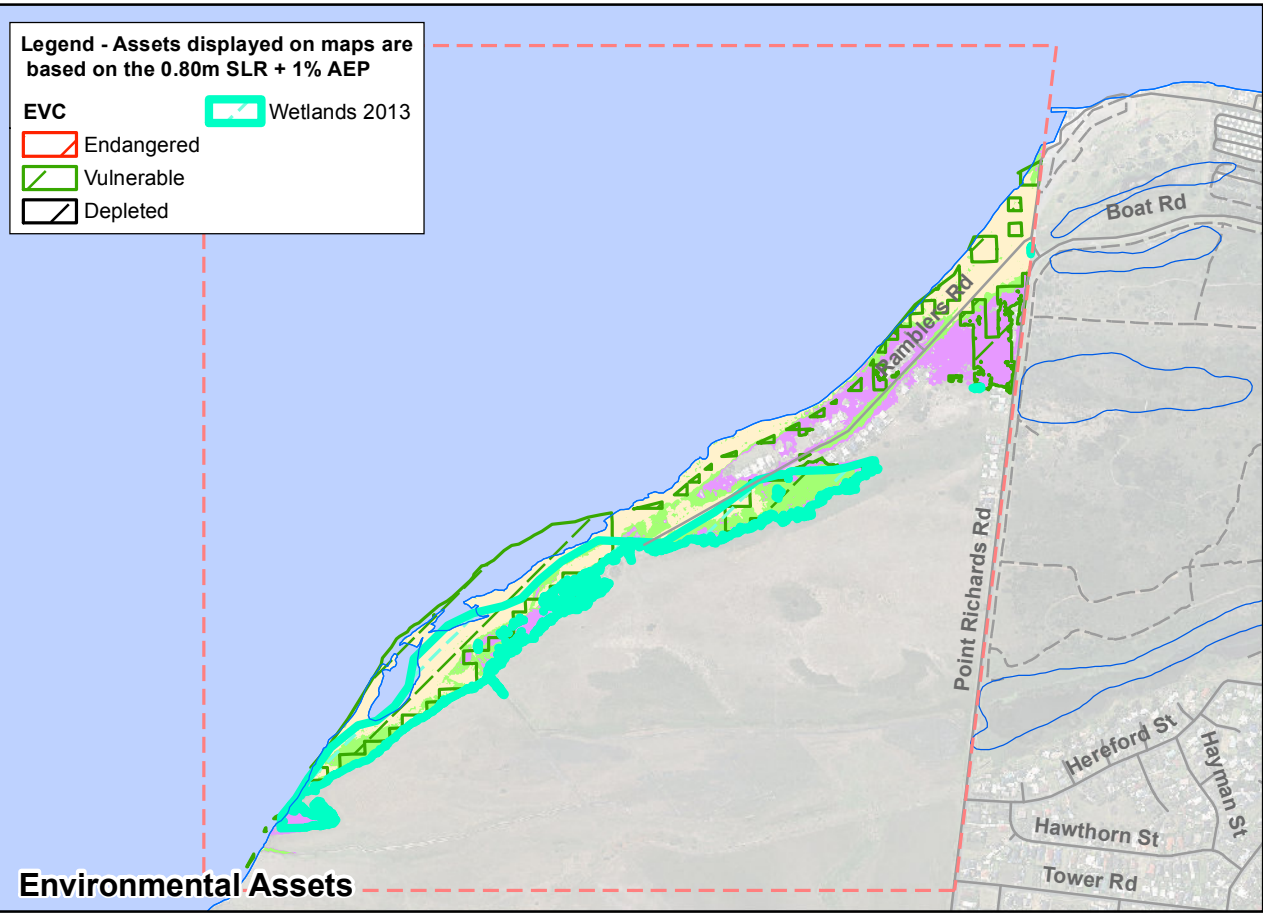 Legend - Assets displayed on maps are
based on the 0.80m SLR + 1% AEP
EVC
Wetlands 2013
Endangered
Vulnerable
Depleted
Boat Rd
Ramblers Rd
Point Richards Rd
Hereford St
Hayman St
Hawthorn St
Tower Rd
Environmental Assets